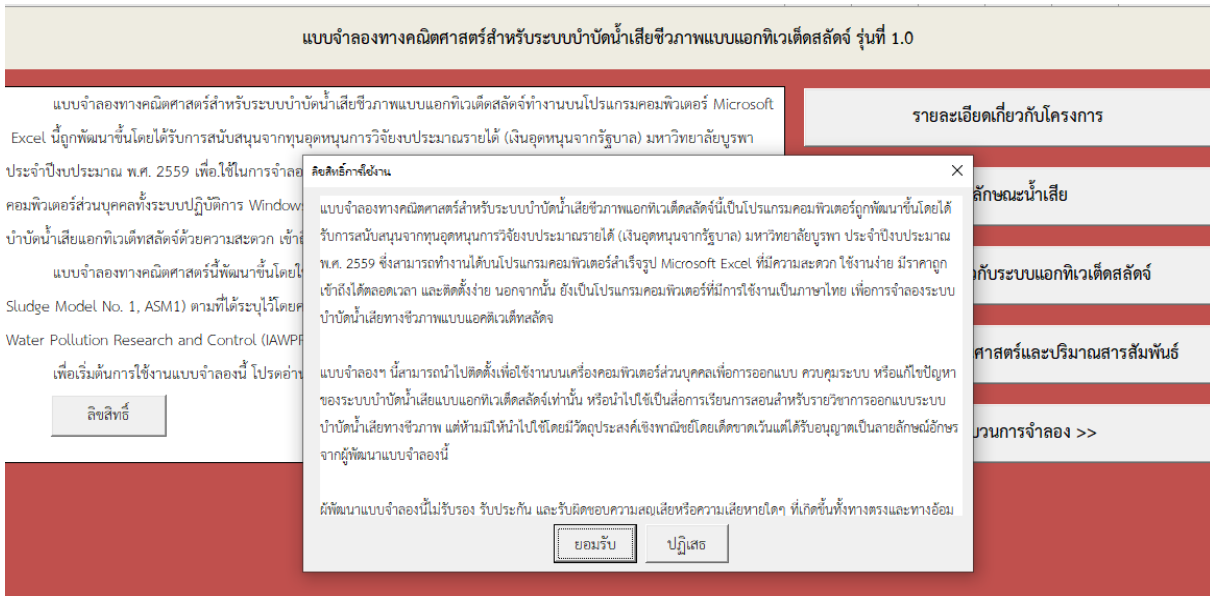 แบบจำลองทางคณิตศาสตร์สำหรับระบบบำบัดน้ำเสียชีวภาพแบบแอกทิเวเต็ดสลัดจ์ รุ่นที่ 1.0
แบบจำลองทางคณิตศาสตร์สำหรับระบบบำบัดน้ำเสียชีวภาพแบบแอกทิเวเต็ดสลัดจ์ทำงานบนโปรแกรมคอมพิวเตอร์ Microsoft
Excel นี้ถูกพัฒนาขึ้นโดยได้รับการสนับสนุนจากทุนอุดหนุนการวิจัยงบประมาณรายได้ (เงินอุดหนุนจากรัฐบาล) มหาวิทยาลัยบูรพา
ประจำปีงบประมาณ พ.ศ. 2559 เพื่อใช้ในการจำลอ
คอมพิวเตอร์ส่วนบุคคลทั้งระบบปฏิบัติการ Window
บำบัดน้ำเสียแอกทิเวเต็ทสลัดจ์ด้วยความสะดวก
แบบจำลองทางคณิตศาสตร์นี้พัฒนาขึ้นโดย
Sludge Model No. 1, ASM1) ตามที่ได้ระบุไว้โดย
Water Pollution Research and Control (IAWP
เพื่อเริ่มต้นการใช้งานแบบจำลองนี้ โปรดอ่าน
ลิขสิทธิ์
รายละเอียดเกี่ยวกับโครงการ
ลักษณะน้ำเสีย
กับระบบแอกทิเวเต็ดสลัดจ์
ศาสตร์และปริมาณสารสัมพันธ์
บวนการจำลอง >>
ลิขสิทธิ์การใช้งาน
แบบจำลองทางคณิตศาสตร์สำหรับระบบบำบัดน้ำเสียชีวภาพแอกทิเวเต็ดสลัดจ์นี้เป็นโปรแกรมคอมพิวเตอร์ถูกพัฒนาขึ้นโดยได้
รับการสนับสนุนจากทุนอุดหนุนการวิจัยงบประมาณรายได้ (เงินอุดหนุนจากรัฐบาล) มหาวิทยาลัยบูรพา ประจำปีงบประมาณ
พ.ศ. 2559 ซึ่งสามารถทำงานได้บนโปรแกรมคอมพิวเตอร์สำเร็จรูป Microsoft Excel ที่มีความสะดวก ใช้งานง่าย มีราคาถูก
เข้าถึงได้ตลอดเวลา และติดตั้งง่าย นอกจากนั้น ยังเป็นโปรแกรมคอมพิวเตอร์ที่มีการใช้งานเป็นภาษาไทย เพื่อการจำลองระบบ
บำบัดน้ำเสียทางชีวภาพแบบแอคติเวเต็ทสลัดจ
แบบจำลองฯ นี้สามารถนำไปติดตั้งเพื่อใช้งานบนเครื่องคอมพิวเตอร์ส่วนบุคคลเพื่อการออกแบบ ควบคุมระบบ หรือแก้ไขปัญหา
ของระบบบำบัดน้ำเสียแบบแอกทิเวเต็ดสลัดจ์เท่านั้น หรือนำไปใช้เป็นสื่อการเรียนการสอนสำหรับรายวิชาการออกแบบระบบ
บำบัดน้ำเสียทางชีวภาพ แต่ห้ามมิให้นำไปใช้โดยมีวัตถุประสงค์เชิงพาณิชย์โดยเด็ดขาดเว้นแต่ได้รับอนุญาตเป็นลายลักษณ์อักษร
จากผู้พัฒนาแบบจำลองนี้
ผู้พัฒนาแบบจำลองนี้ไม่รับรอง รับประกัน และรับผิดชอบความสูญเสียหรือความเสียหายใดๆ ที่เกิดขึ้นทั้งทางตรงและทางอ้อม
ยอมรับ
ปฏิเสธ